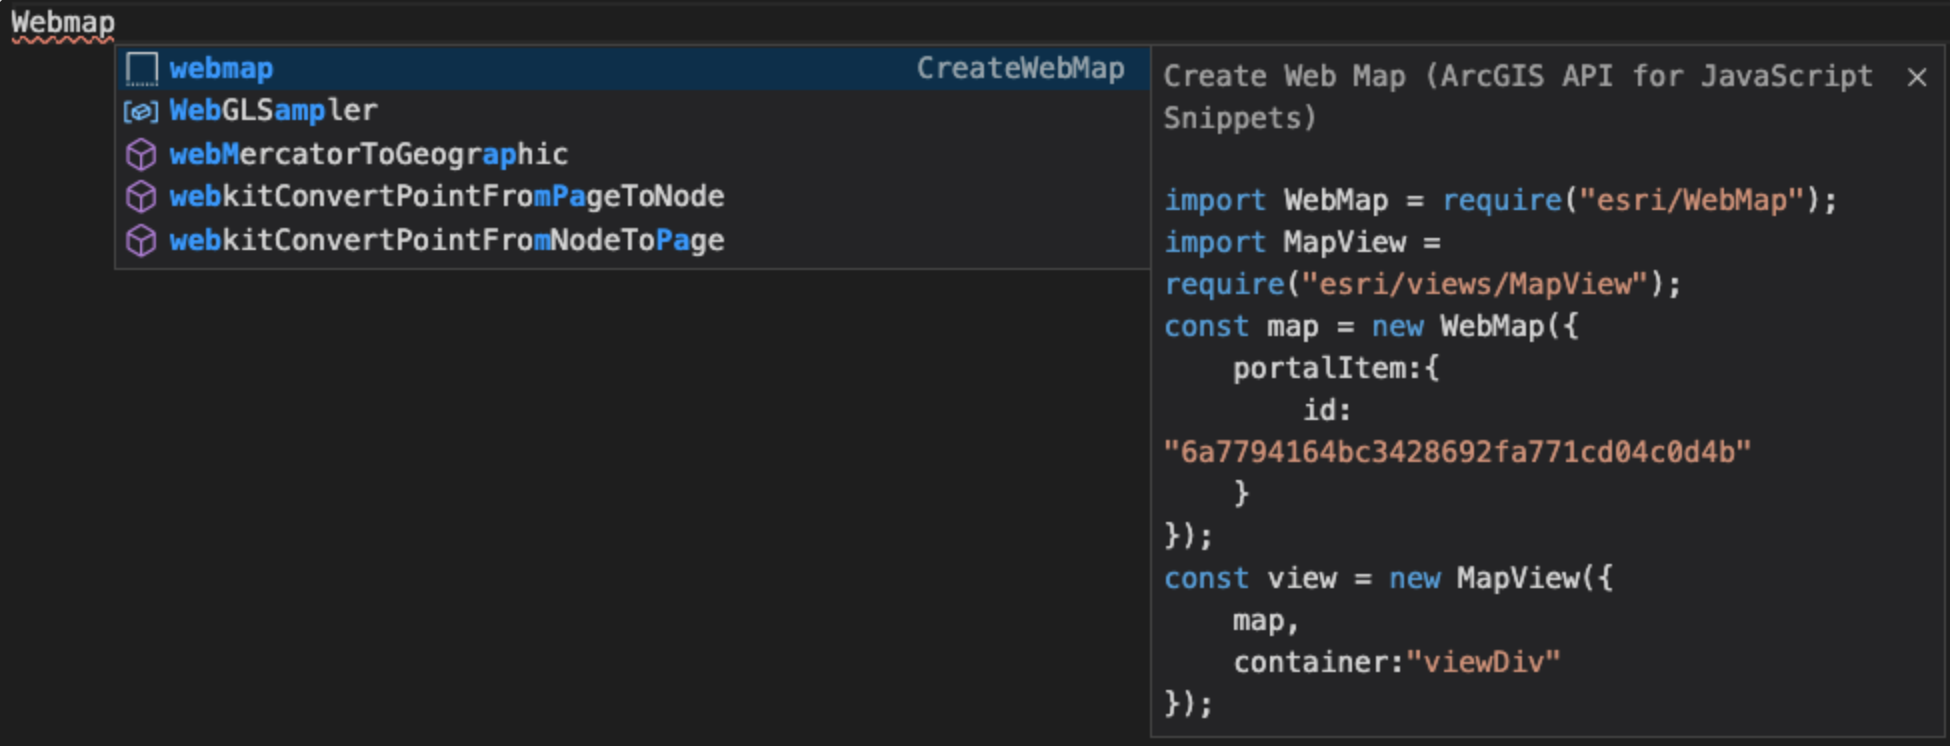 Webmap
webmap CreateWebMap
WebGLSampler
webMercatorToGeographic
webkitConvertPointFromPageToNode
webkitConvertPointFromNodeToPage
Create Web Map (ArcGIS API for JavaScript
Snippets)
import WebMap = require("esri/WebMap");
import MapView =
require("esri/views/MapView");
const map = new WebMap({
portalItem:{
id:
"6a7794164bc3428692fa771cd04c0d4b"
}
});
const view = new MapView({
map,
container:"viewDiv"
});